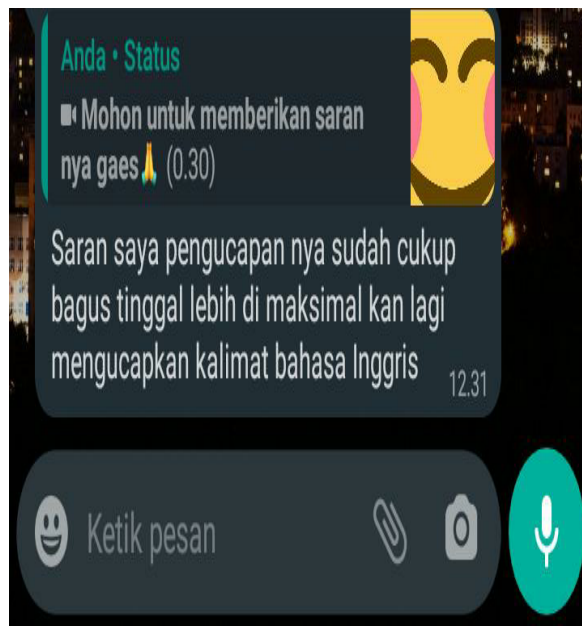 Anda • Status
Mohon untuk memberikan saran
nya gaes🙏 (0.30)
Saran saya pengucapan nya sudah cukup
bagus tinggal lebih di maksimal kan lagi
mengucapkan kalimat bahasa Inggris
12.31
Ketik pesan